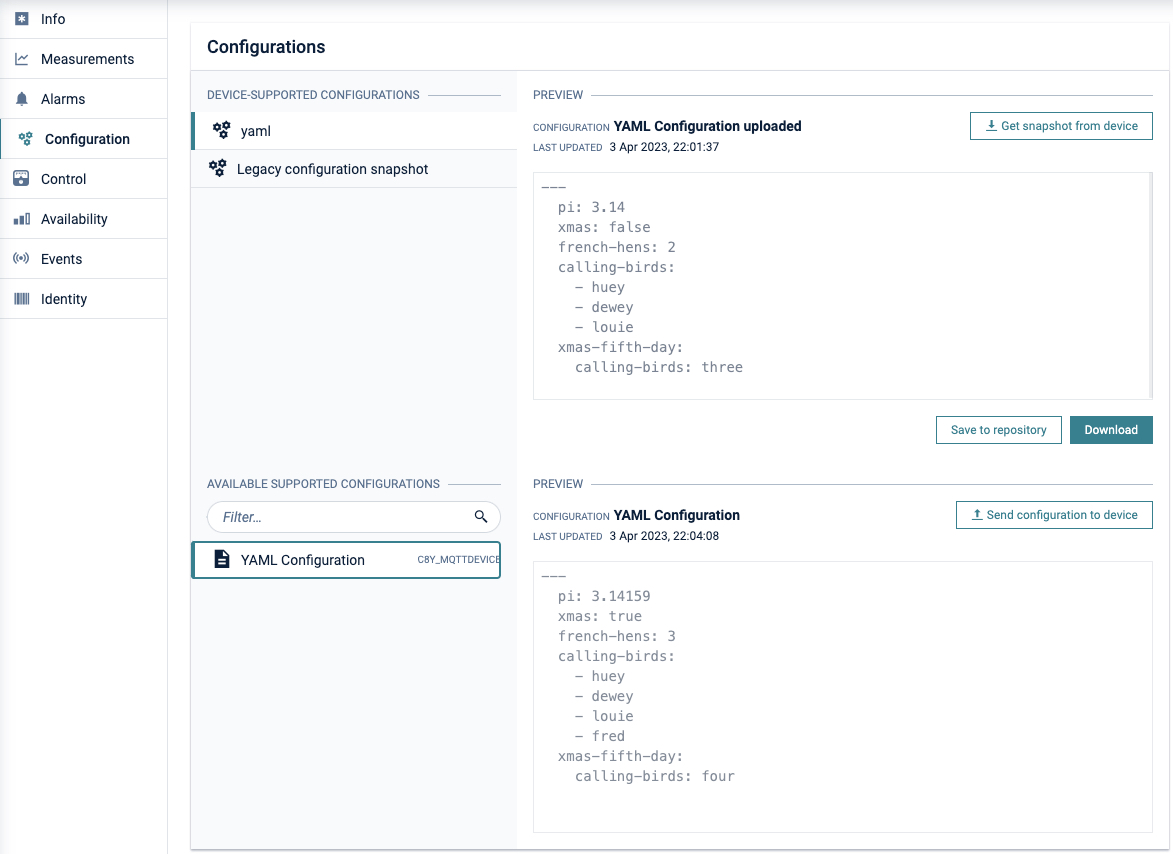 Info
Measurements
Alarms
Configuration
Control
Availability
Events
Identity
Configurations
DEVICE-SUPPORTED CONFIGURATIONS
yaml
Legacy configuration snapshot
PREVIEW
CONFIGURATION YAML Configuration uploaded
LAST UPDATED 3 Apr 2023, 22:01:37
Get snapshot from device
---
  pi: 3.14
  xmas: false
  french-hens: 2
  calling-birds:
    - huey
    - dewey
    - louie
  xmas-fifth-day:
    calling-birds: three
Save to repository
Download
AVAILABLE SUPPORTED CONFIGURATIONS
Filter...
YAML Configuration C8Y_MQTTDEVICE
PREVIEW
CONFIGURATION YAML Configuration
LAST UPDATED 3 Apr 2023, 22:04:08
Send configuration to device
---
  pi: 3.14159
  xmas: true
  french-hens: 3
  calling-birds:
    - huey
    - dewey
    - louie
    - fred
  xmas-fifth-day:
    calling-birds: four